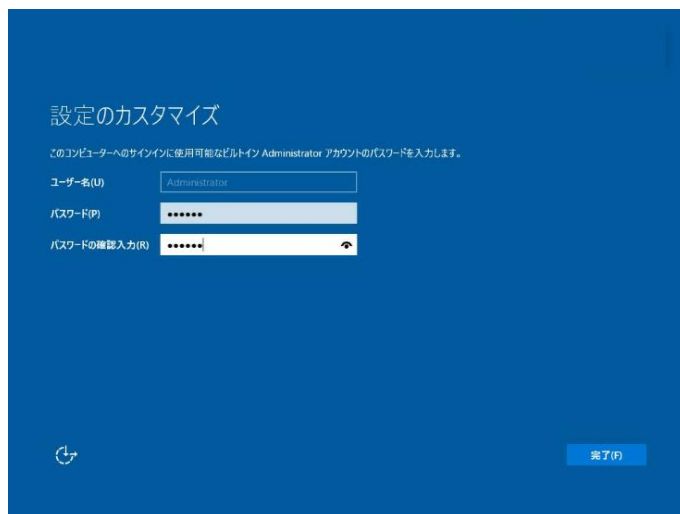 設定のカスタマイズ
このコンピューターへのサインインに使用可能なビルトイン Administrator アカウントのパスワードを入力します。
ユーザー名(U) Administrator
パスワード(P) ••••••
パスワードの確認入力(R) ••••••
完了(F)